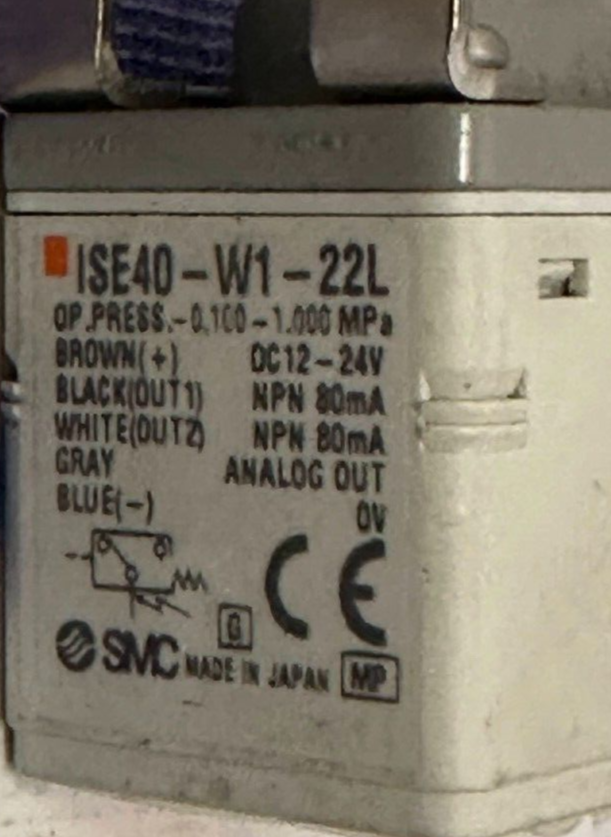 ISE40-W1-22L
OP.PRESS.-0.100-1.000 MPa
BROWN(+) DC12-24V
BLACK(OUT1) NPN 80mA
WHITE(OUT2) NPN 80mA
GRAY ANALOG OUT
BLUE(-) 0V
CE
SMC MADE IN JAPAN MP